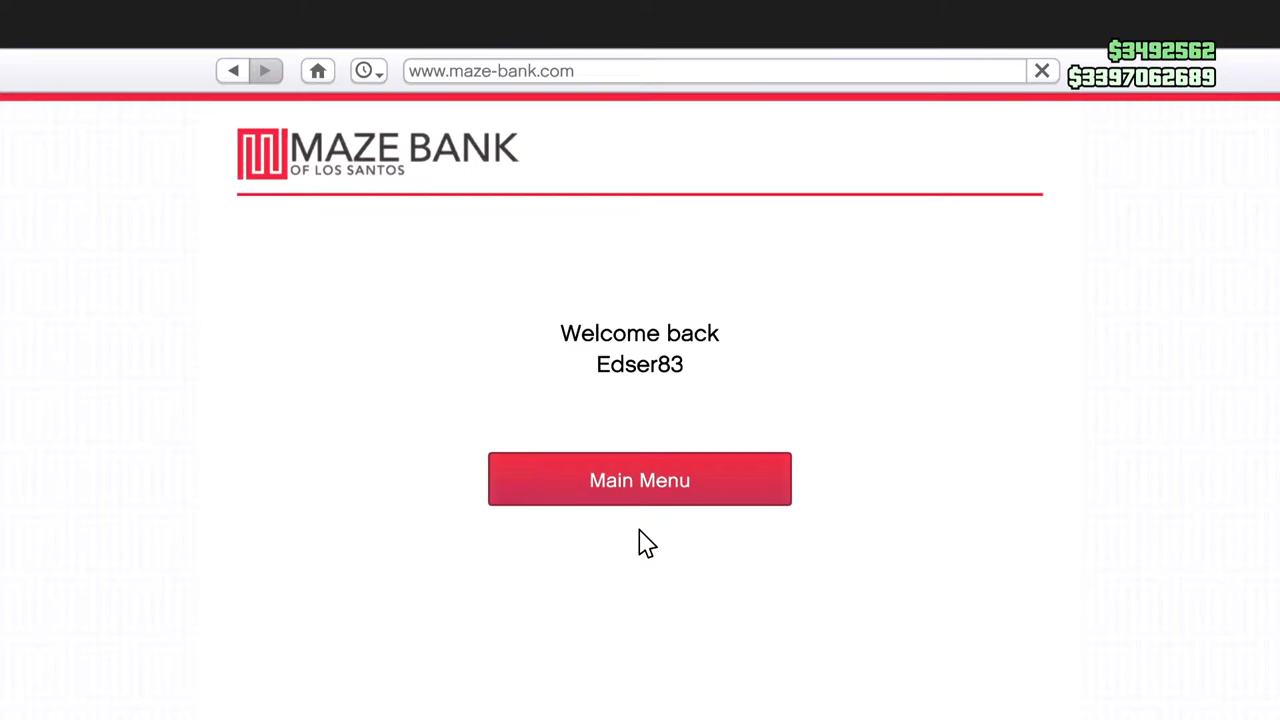 $3492562
www.maze-bank.com
$3397062689
MAZE BANK
OF LOS SANTOS
Welcome back
Edser83
Main Menu